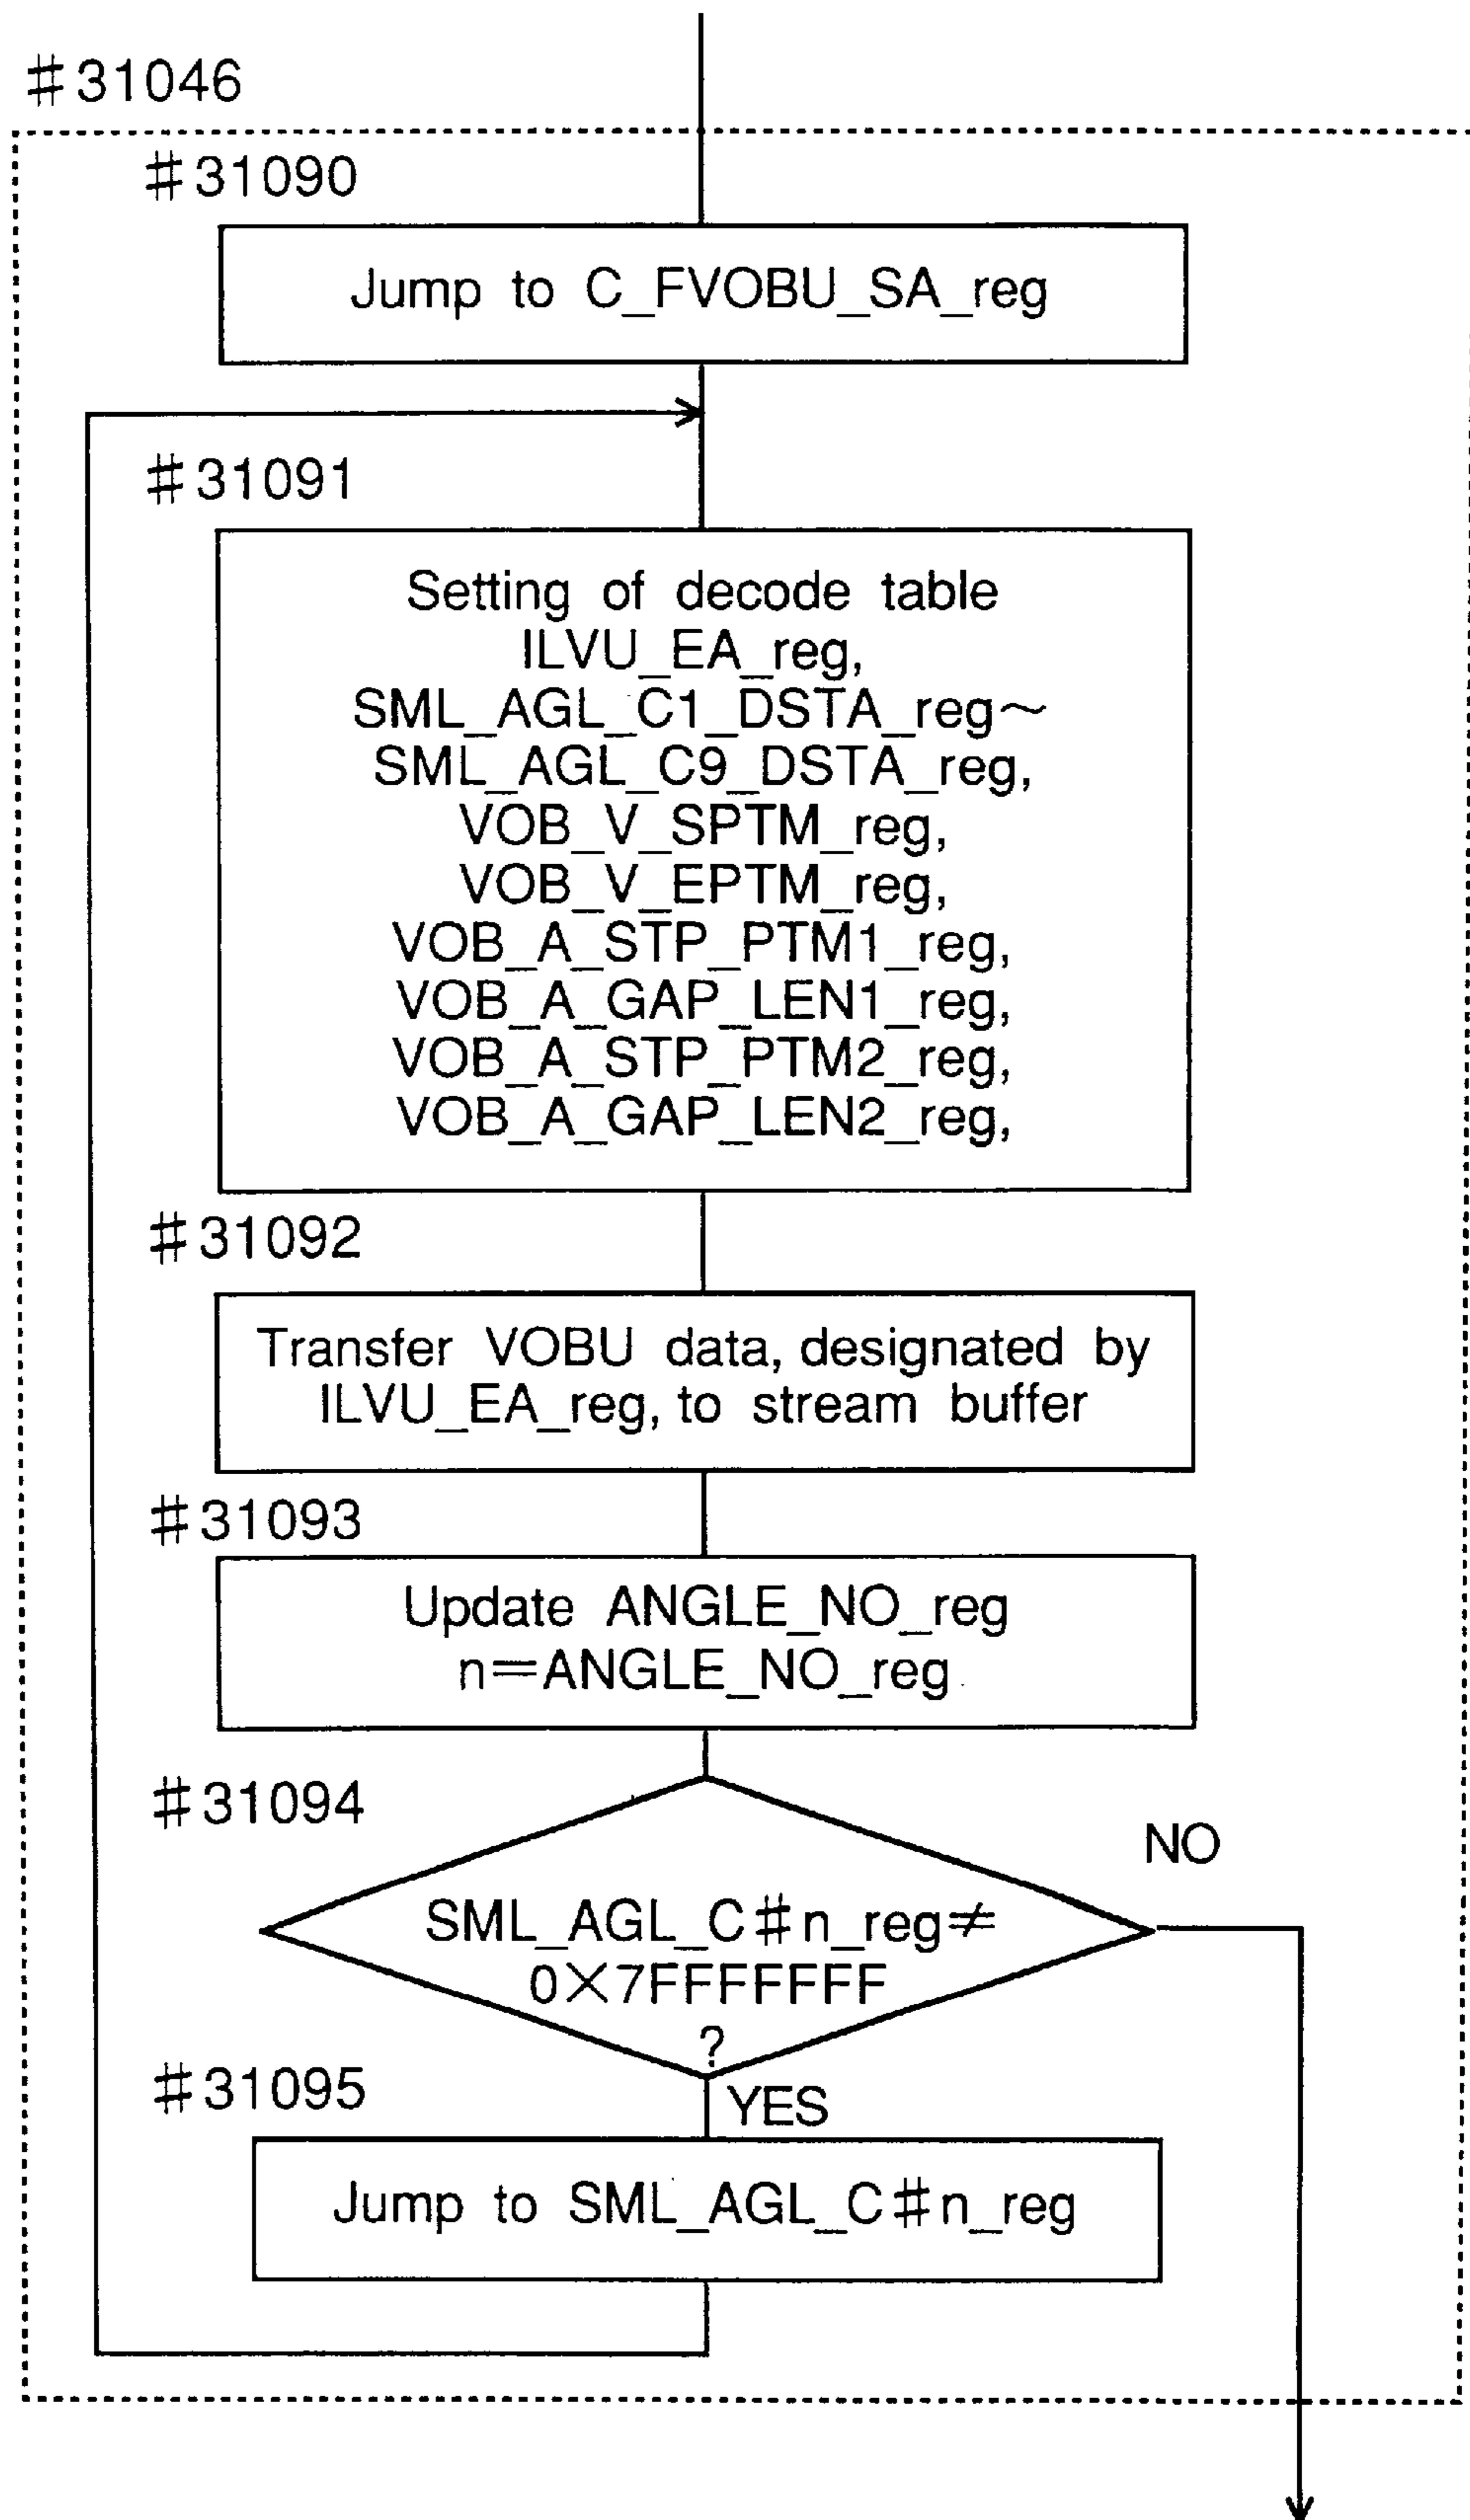 #31046
#31090
Jump to C_FVOBU_SA_reg
#31091
Setting of decode table
ILVU_EA_reg,
SML_AGL_C1_DSTA_reg~
SML_AGL_C9_DSTA_reg,
VOB_V_SPTM_reg,
VOB_V_EPTM_reg,
VOB_A_STP_PTM1_reg,
VOB_A_GAP_LEN1_reg,
VOB_A_STP_PTM2_reg,
VOB_A_GAP_LEN2_reg,
#31092
Transfer VOBU data, designated by
ILVU_EA_reg, to stream buffer
#31093
Update ANGLE_NO_reg
n=ANGLE_NO_reg
#31094
NO
SML_AGL_C#n_reg≠
0×7FFFFFFF
?
#31095
YES
Jump to SML_AGL_C#n_reg